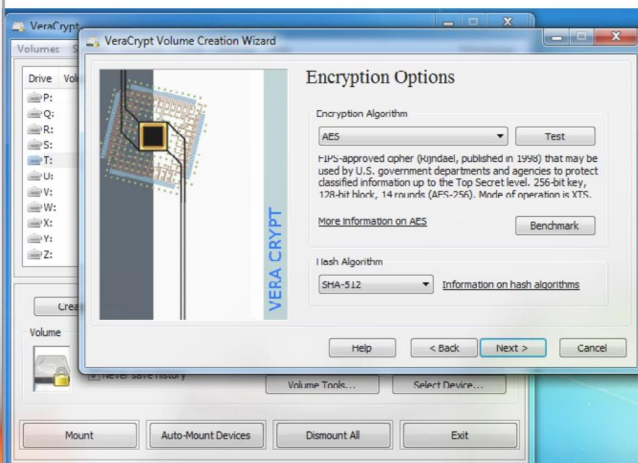 VeraCrypt
Volumes
VeraCrypt Volume Creation Wizard
Drive
P:
Q:
R:
S:
T:
U:
V:
W:
X:
Y:
Z:
VERA CRYPT
Encryption Options
Encryption Algorithm
AES
Test
FIPS-approved cipher (Rijndael, published in 1998) that may be
used by U.S. government departments and agencies to protect
classified information up to the Top Secret level. 256-bit key,
128-bit block, 14 rounds (AES-256). Mode of operation is XTS.
More information on AES
Benchmark
Hash Algorithm
SHA-512
Information on hash algorithms
Help
< Back
Next >
Cancel
Crea
Volume
Never save history
Volume Tools...
Select Device...
Mount
Auto-Mount Devices
Dismount All
Exit